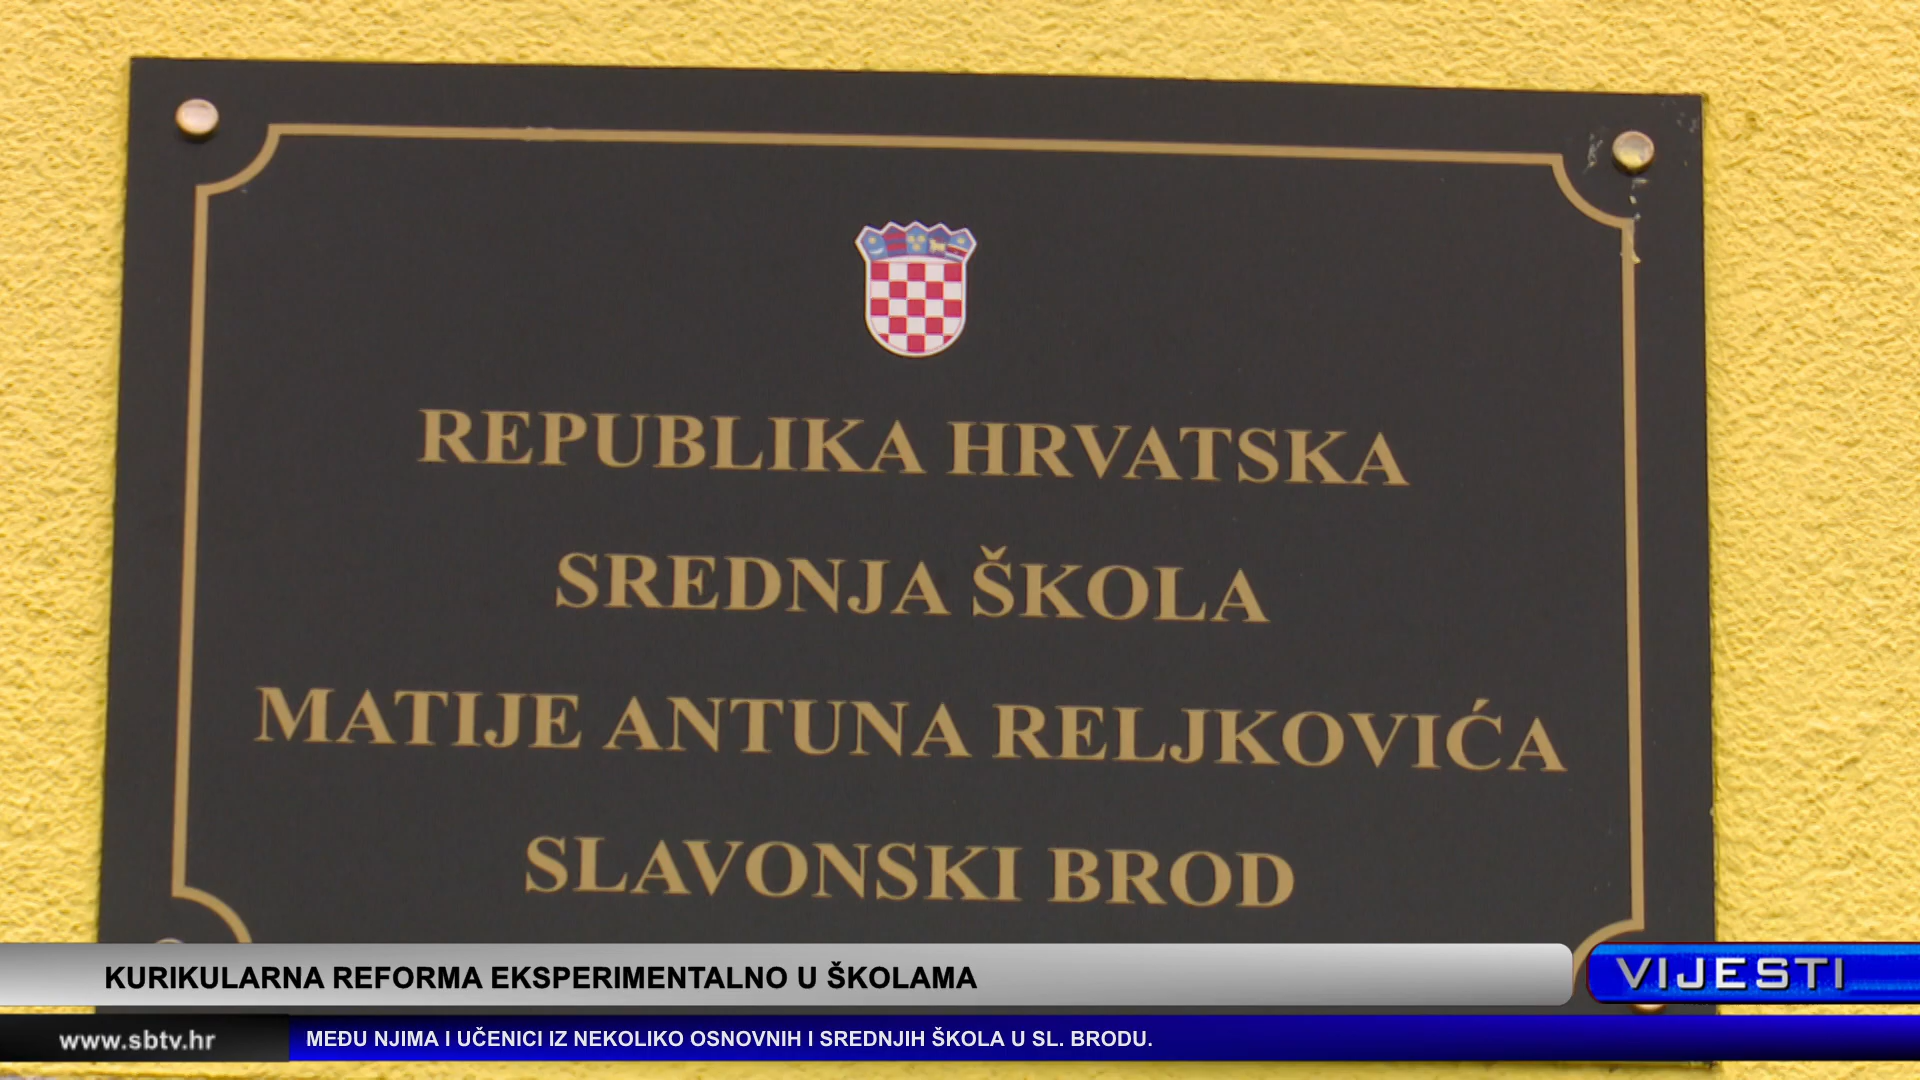 REPUBLIKA HRVATSKA
SREDNJA ŠKOLA
MATIJE ANTUNA RELJKOVIĆA
SLAVONSKI BROD
KURIKULARNA REFORMA EKSPERIMENTALNO U ŠKOLAMA
VIJESTI
www.sbtv.hr
MEĐU NJIMA I UČENICI IZ NEKOLIKO OSNOVNIH I SREDNJIH ŠKOLA U SL. BRODU.